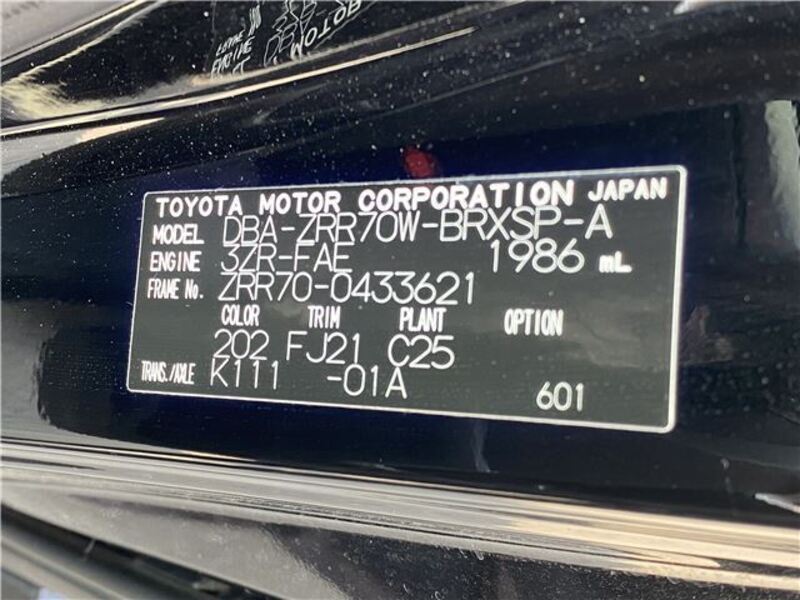 TOYOTA MOTOR CORPORATION JAPAN
MODEL DBA-ZRR70W-BRXSP-A
ENGINE 3ZR-FAE 1986 mL
FRAME No. ZRR70-0433621
COLOR TRIM PLANT OPTION
202 FJ21 C25
TRANS./AXLE K111 -01A
601